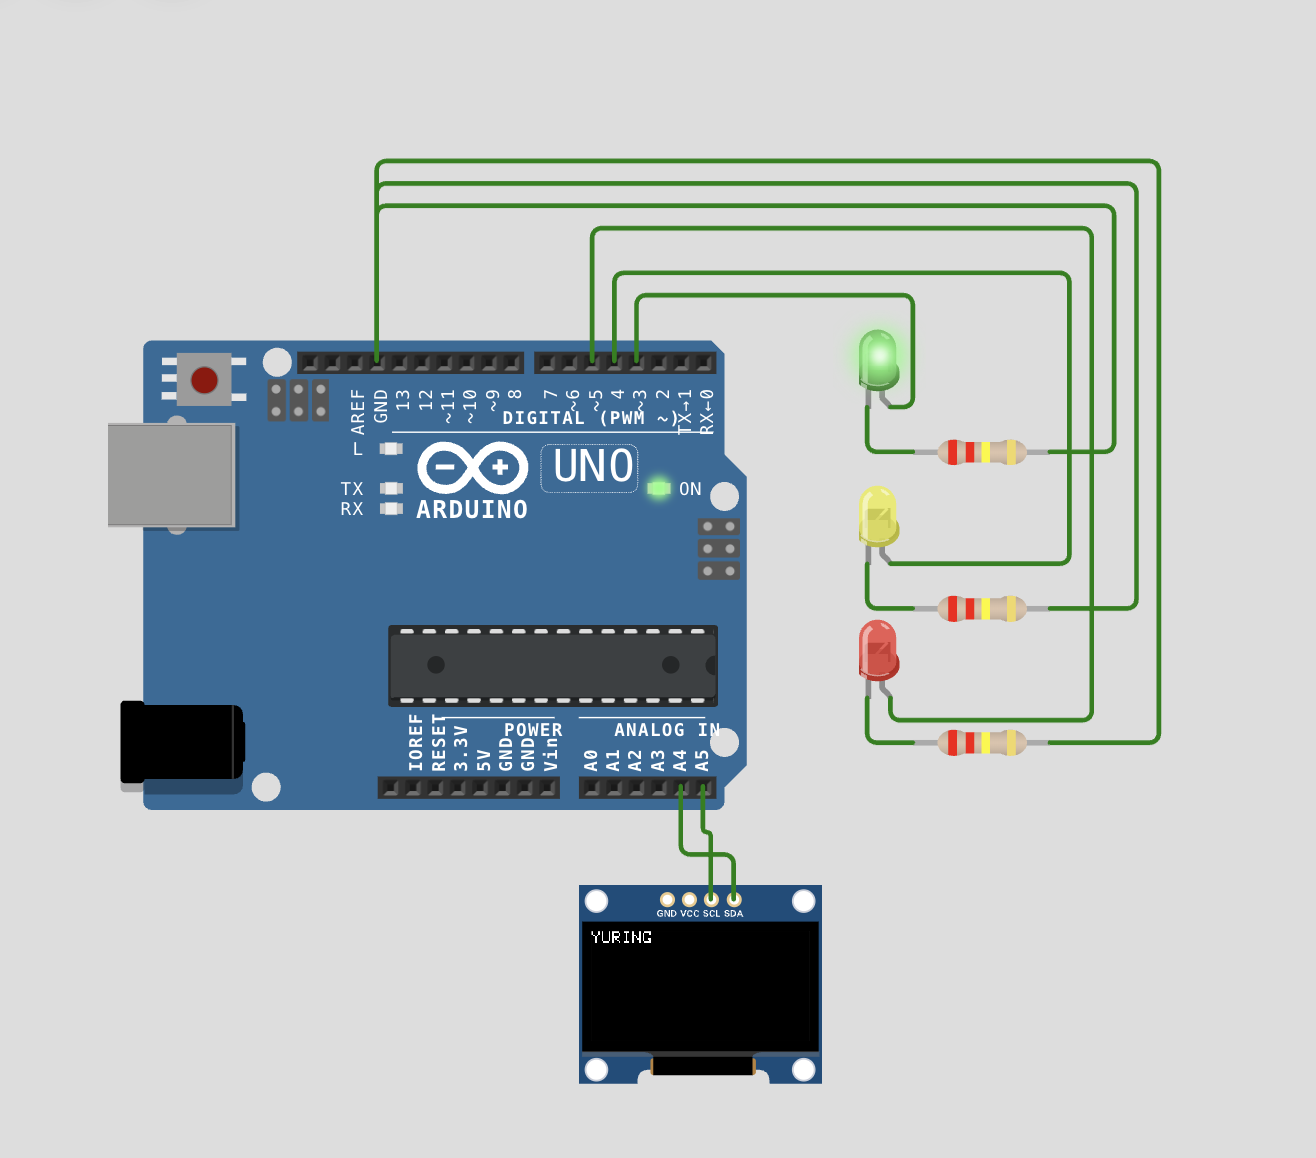 AREF
GND
13
12
~11
~10
~9
8
7
~6
~5
4
~3
2
TX→1
RX←0
DIGITAL (PWM ~)
L
TX
RX
UNO
ON
ARDUINO
IOREF
RESET
3.3V
5V
GND
GND
Vin
POWER
ANALOG IN
A0
A1
A2
A3
A4
A5
GND VCC SCL SDA
YURING